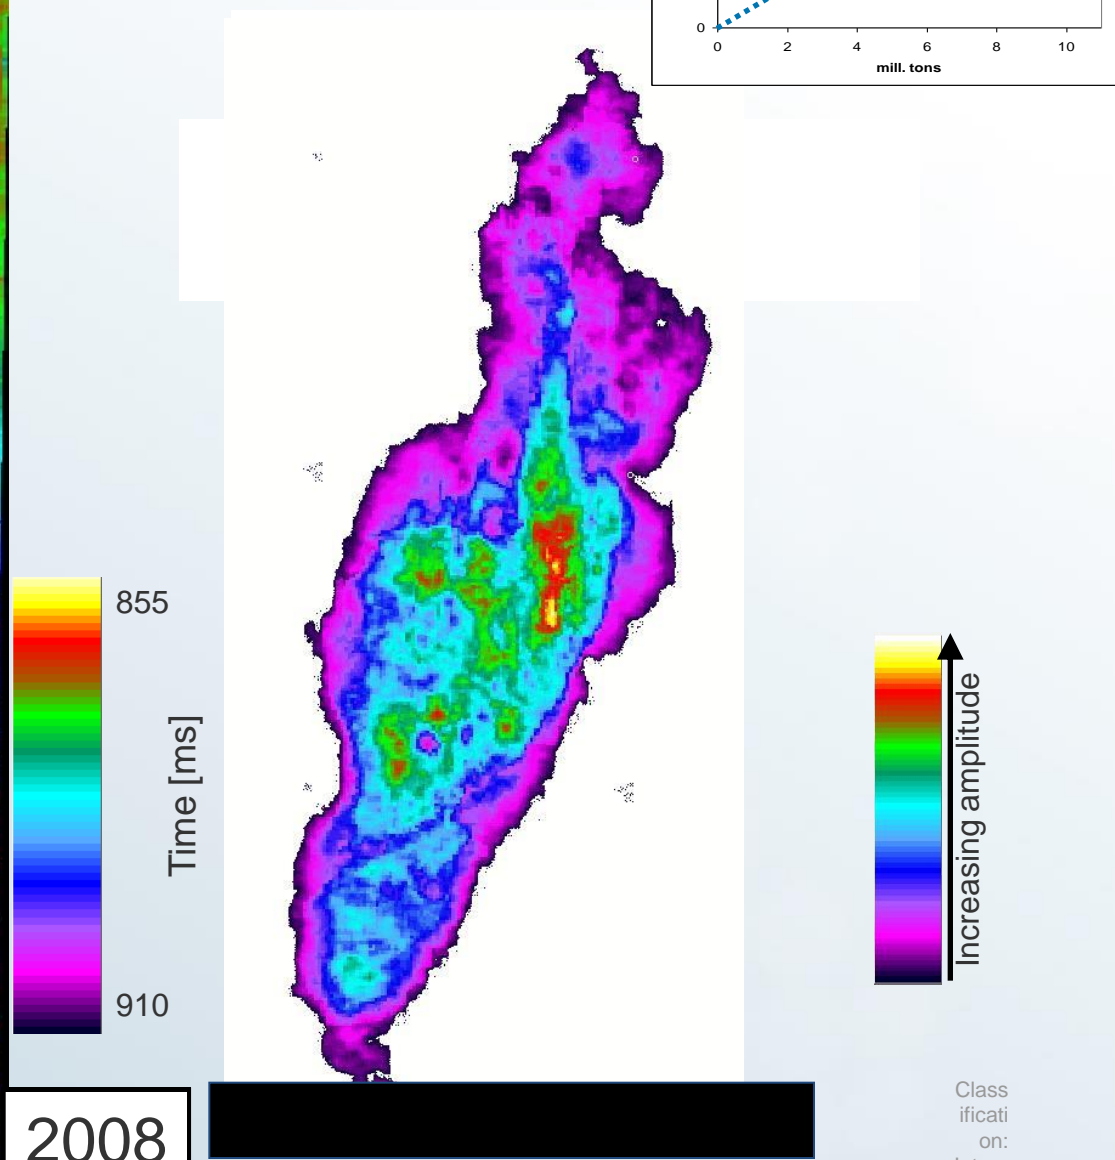 0
0 2 4 6 8 10
mill. tons
855
Time [ms]
910
Increasing amplitude
2008
Class
ificati
on: